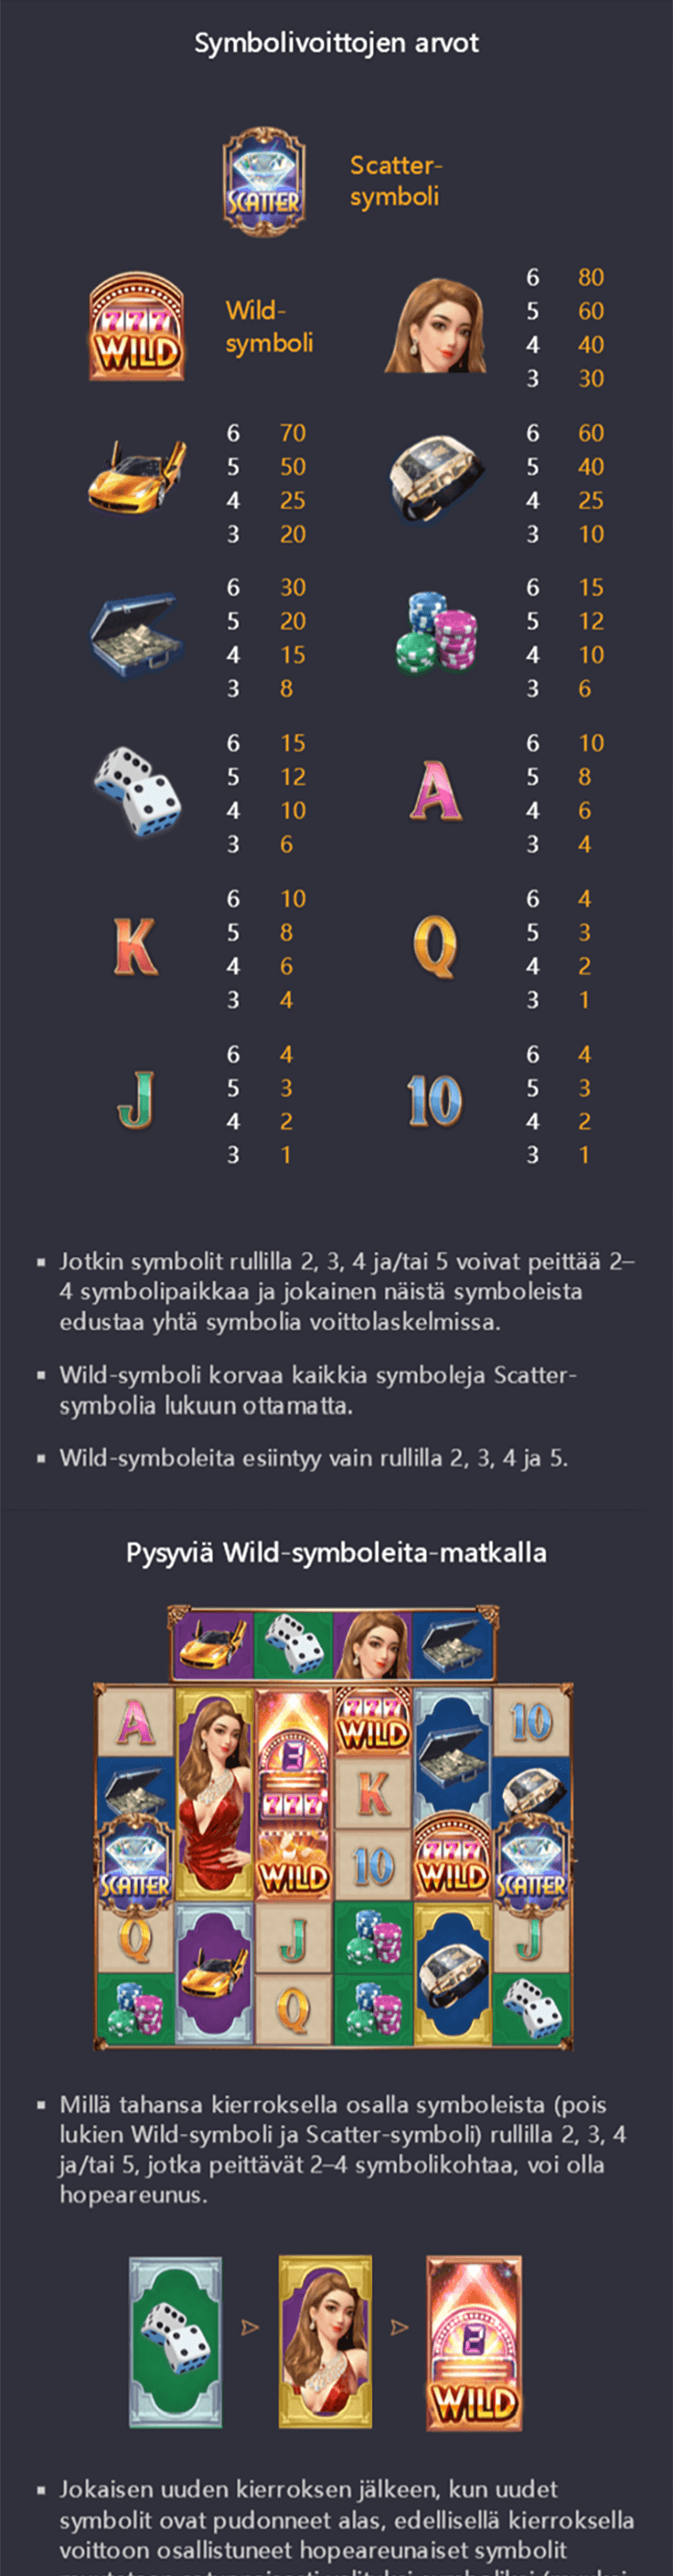 Symbolivoittojen arvot
SCATTER
Scatter-
symboli
777
WILD
Wild-
symboli
6 80
5 60
4 40
3 30
6 70
5 50
4 25
3 20
6 60
5 40
4 25
3 10
6 30
5 20
4 15
3 8
6 15
5 12
4 10
3 6
6 15
5 12
4 10
3 6
A
6 10
5 8
6 4
4 6
3 4
K
6 10
5 8
4 6
3 4
Q
6 4
5 3
4 2
3 1
J
6 4
5 3
4 2
3 1
10
6 4
5 3
4 2
3 1
▪ Jotkin symbolit rullilla 2, 3, 4 ja/tai 5 voivat peittää 2–
4 symbolipaikkaa ja jokainen näistä symboleista
edustaa yhtä symbolia voittolaskelmissa.
▪ Wild-symboli korvaa kaikkia symboleja Scatter-
symbolia lukuun ottamatta.
▪ Wild-symboleita esiintyy vain rullilla 2, 3, 4 ja 5.
Pysyviä Wild-symboleita-matkalla
A
3
777
WILD
777
WILD
K
10
10
SCATTER
777
WILD
SCATTER
Q
J
J
Q
▪ Millä tahansa kierroksella osalla symboleista (pois
lukien Wild-symboli ja Scatter-symboli) rullilla 2, 3, 4
ja/tai 5, jotka peittävät 2–4 symbolikohtaa, voi olla
hopeareunus.
2
WILD
▪ Jokaisen uuden kierroksen jälkeen, kun uudet
symbolit ovat pudonneet alas, edellisellä kierroksella
voittoon osallistuneet hopeareunaiset symbolit